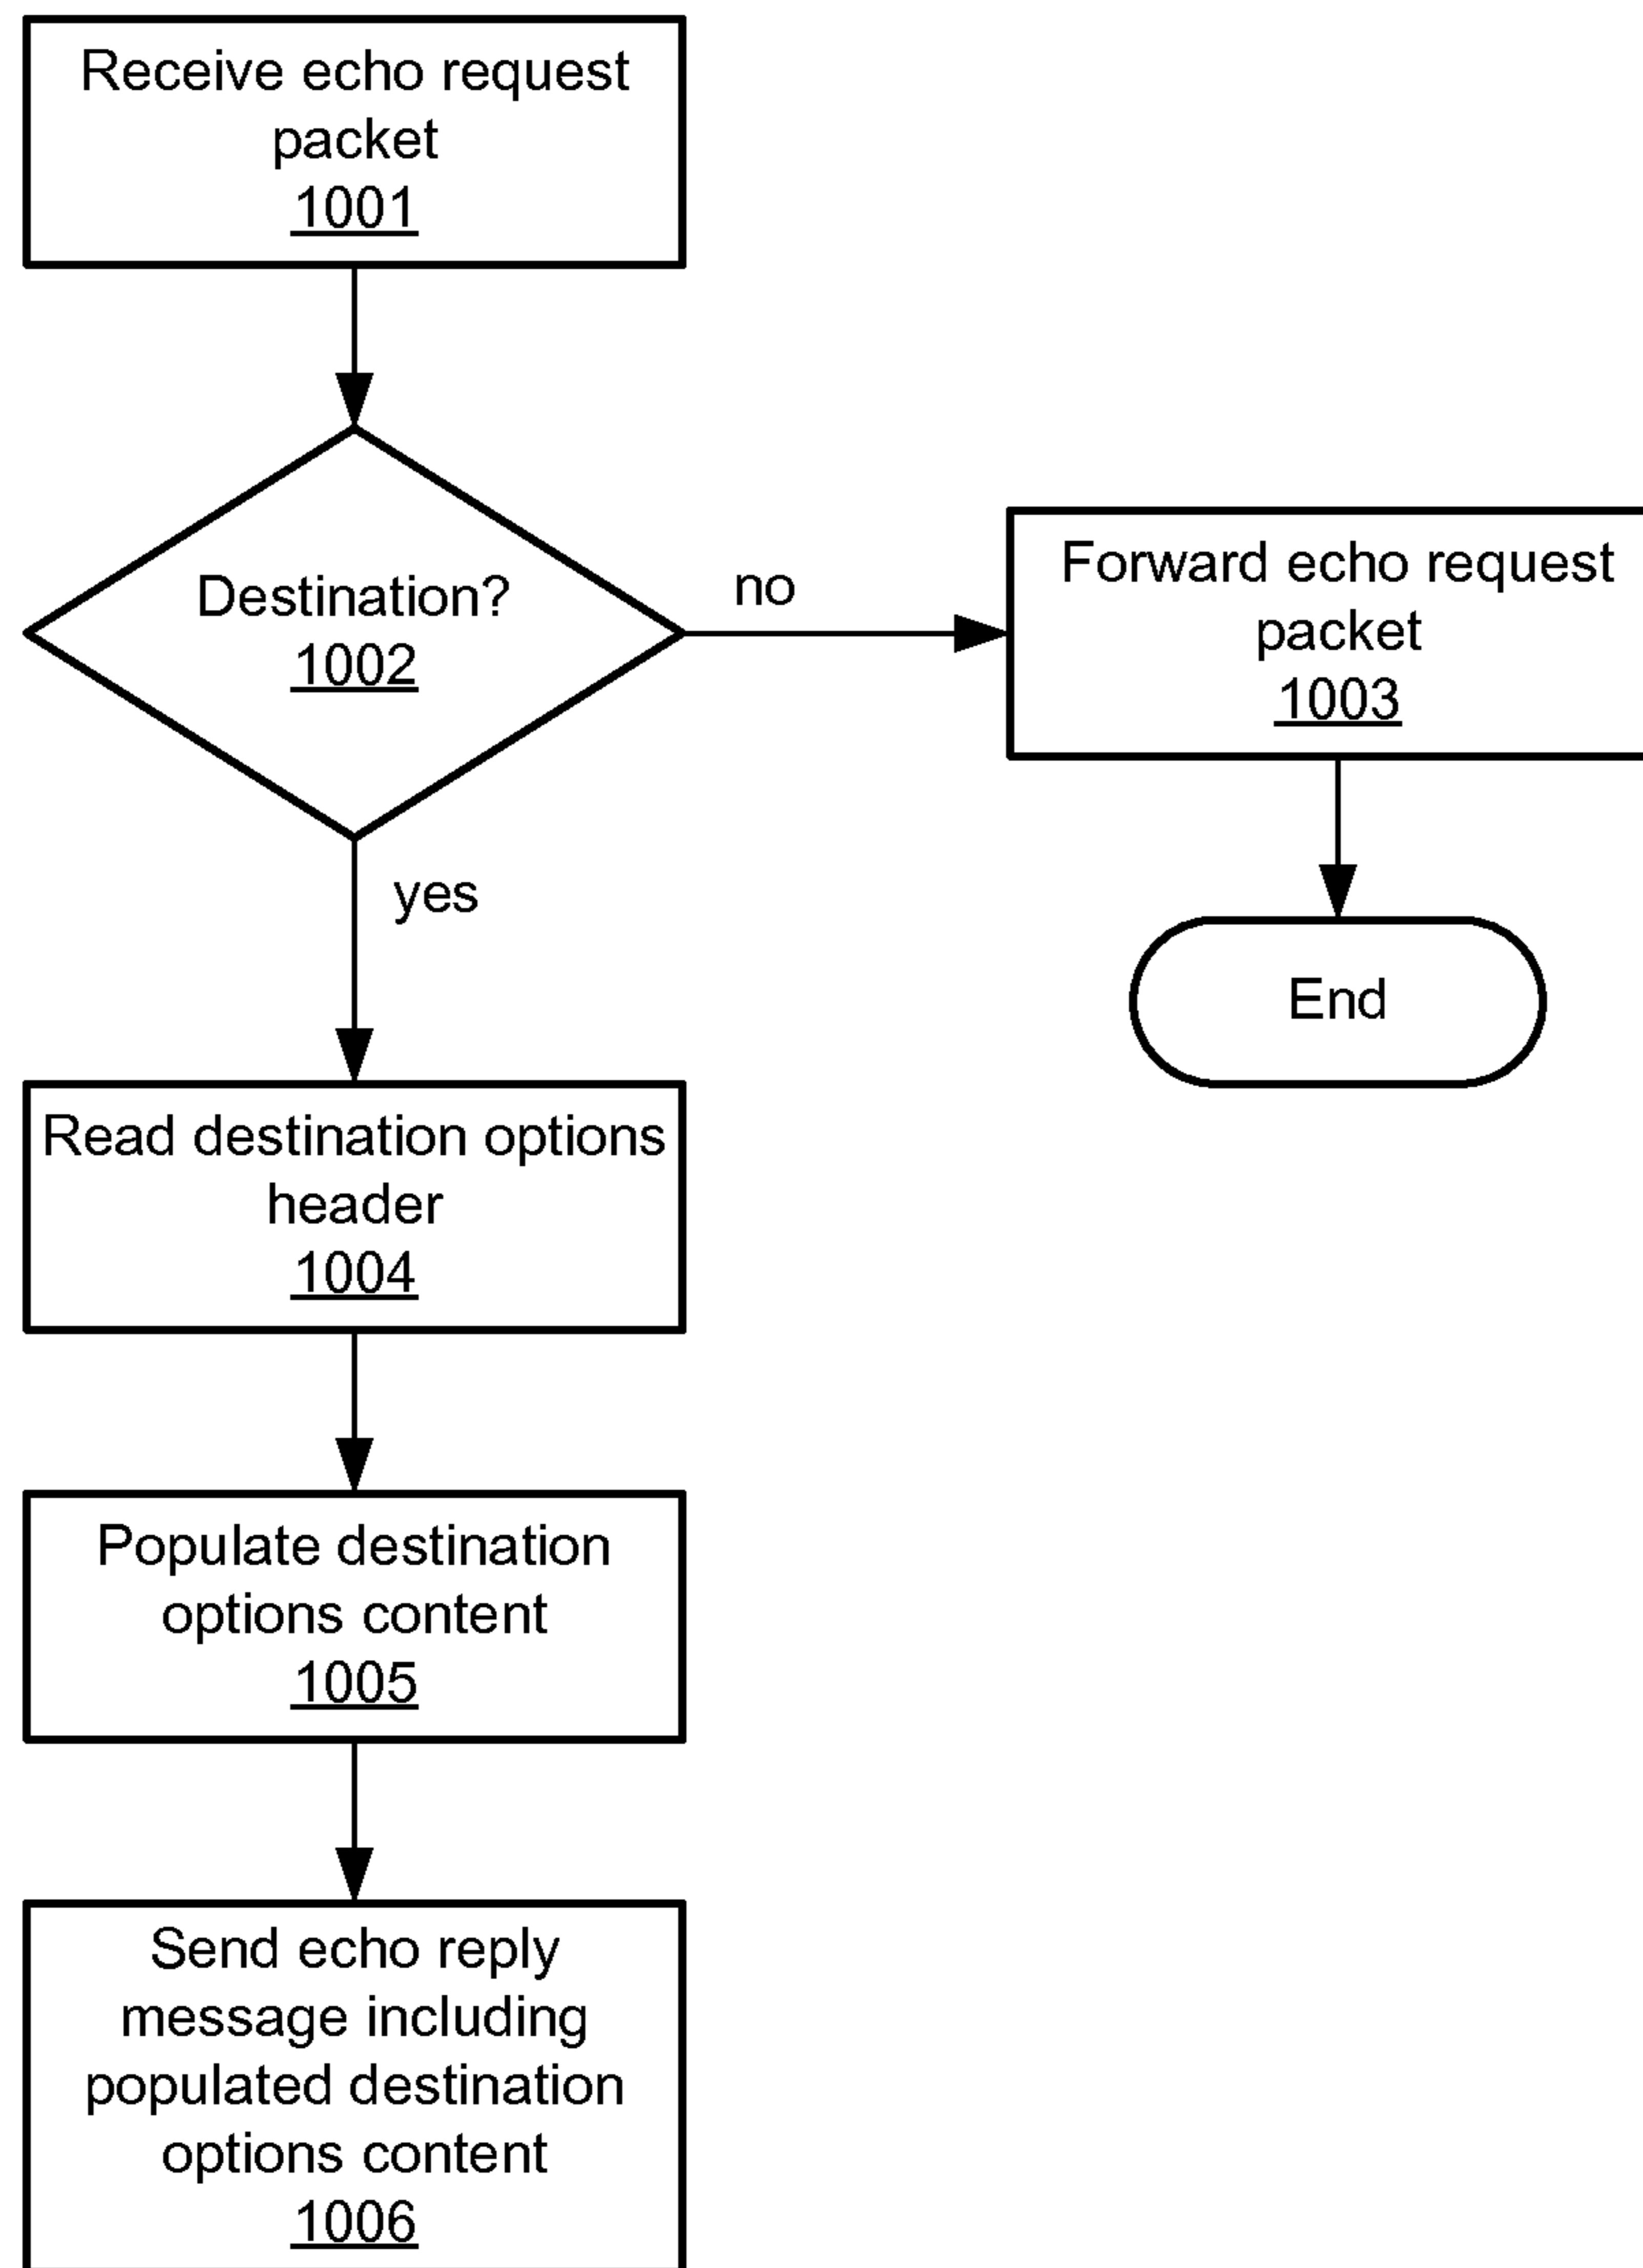 Receive echo request
packet
1001
Destination?
1002
no
Forward echo request
packet
1003
yes
End
Read destination options
header
1004
Populate destination
options content
1005
Send echo reply
message including
populated destination
options content
1006